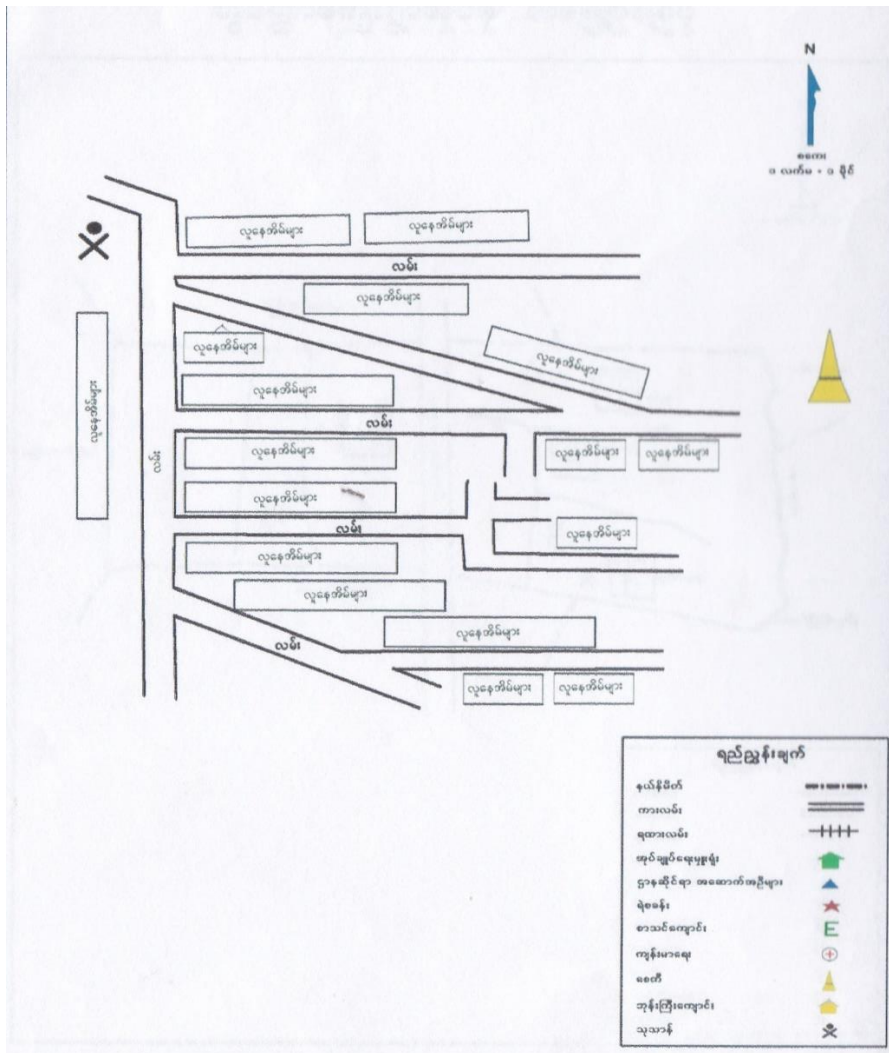 N
စကေး
၁ လက်မ = ၁ မိုင်
လူနေအိမ်များ
လူနေအိမ်များ
လမ်း
လူနေအိမ်များ
လူနေအိမ်များ
လူနေအိမ်များ
လူနေအိမ်များ
လူနေအိမ်များ
လမ်း
လူနေအိမ်များ
လူနေအိမ်များ
လူနေအိမ်များ
လမ်း
လူနေအိမ်များ
လမ်း
လူနေအိမ်များ
လူနေအိမ်များ
လူနေအိမ်များ
လူနေအိမ်များ
လမ်း
လူနေအိမ်များ
လူနေအိမ်များ
လူနေအိမ်များ
ရည်ညွှန်းချက်
နယ်နိမိတ်
ကားလမ်း
ရထားလမ်း
အုပ်ချုပ်ရေးမှူးရုံး
ဌာနဆိုင်ရာ အဆောက်အဦများ
ရဲစခန်း
စာသင်ကျောင်း
E
ကျန်းမာရေး
စေတီ
ဘုန်းကြီးကျောင်း
သုသာန်